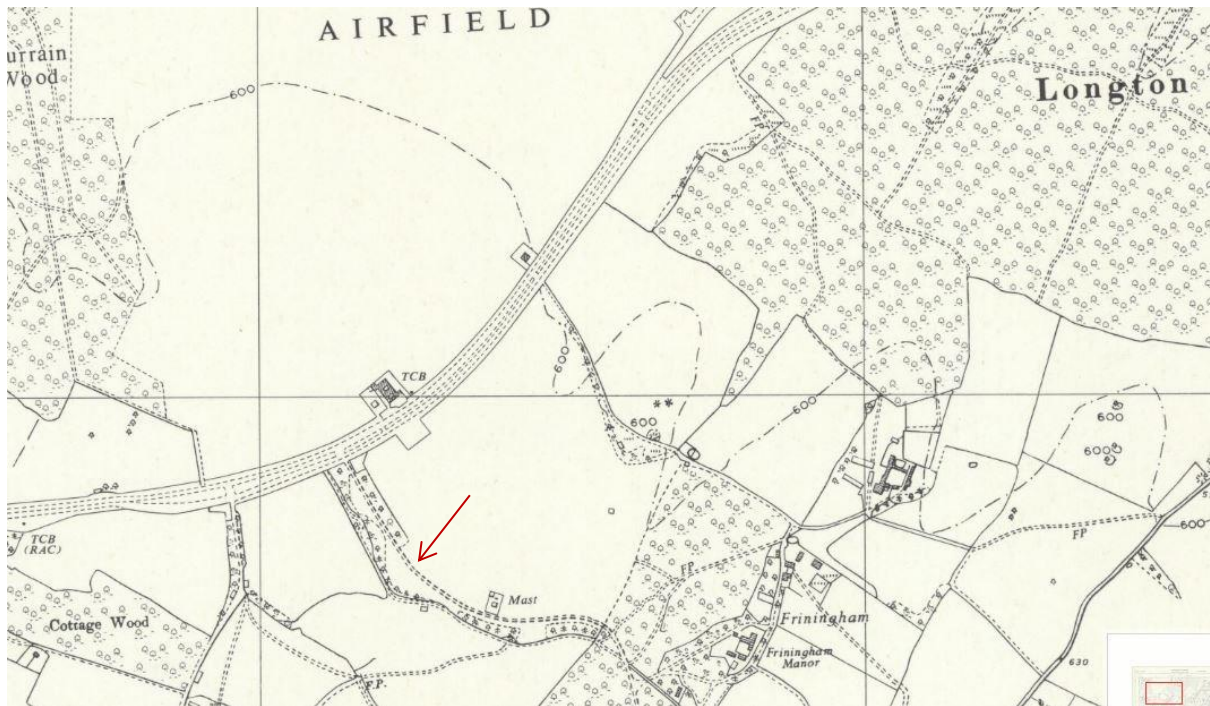 AIRFIELD
urrain
Wood
600
Longton
FP
600
TCB
600
600
600
600
600
TCB
(RAC)
FP
FP
Mast
Cottage Wood
Friningham
Friningham
Manor
630
F.P.